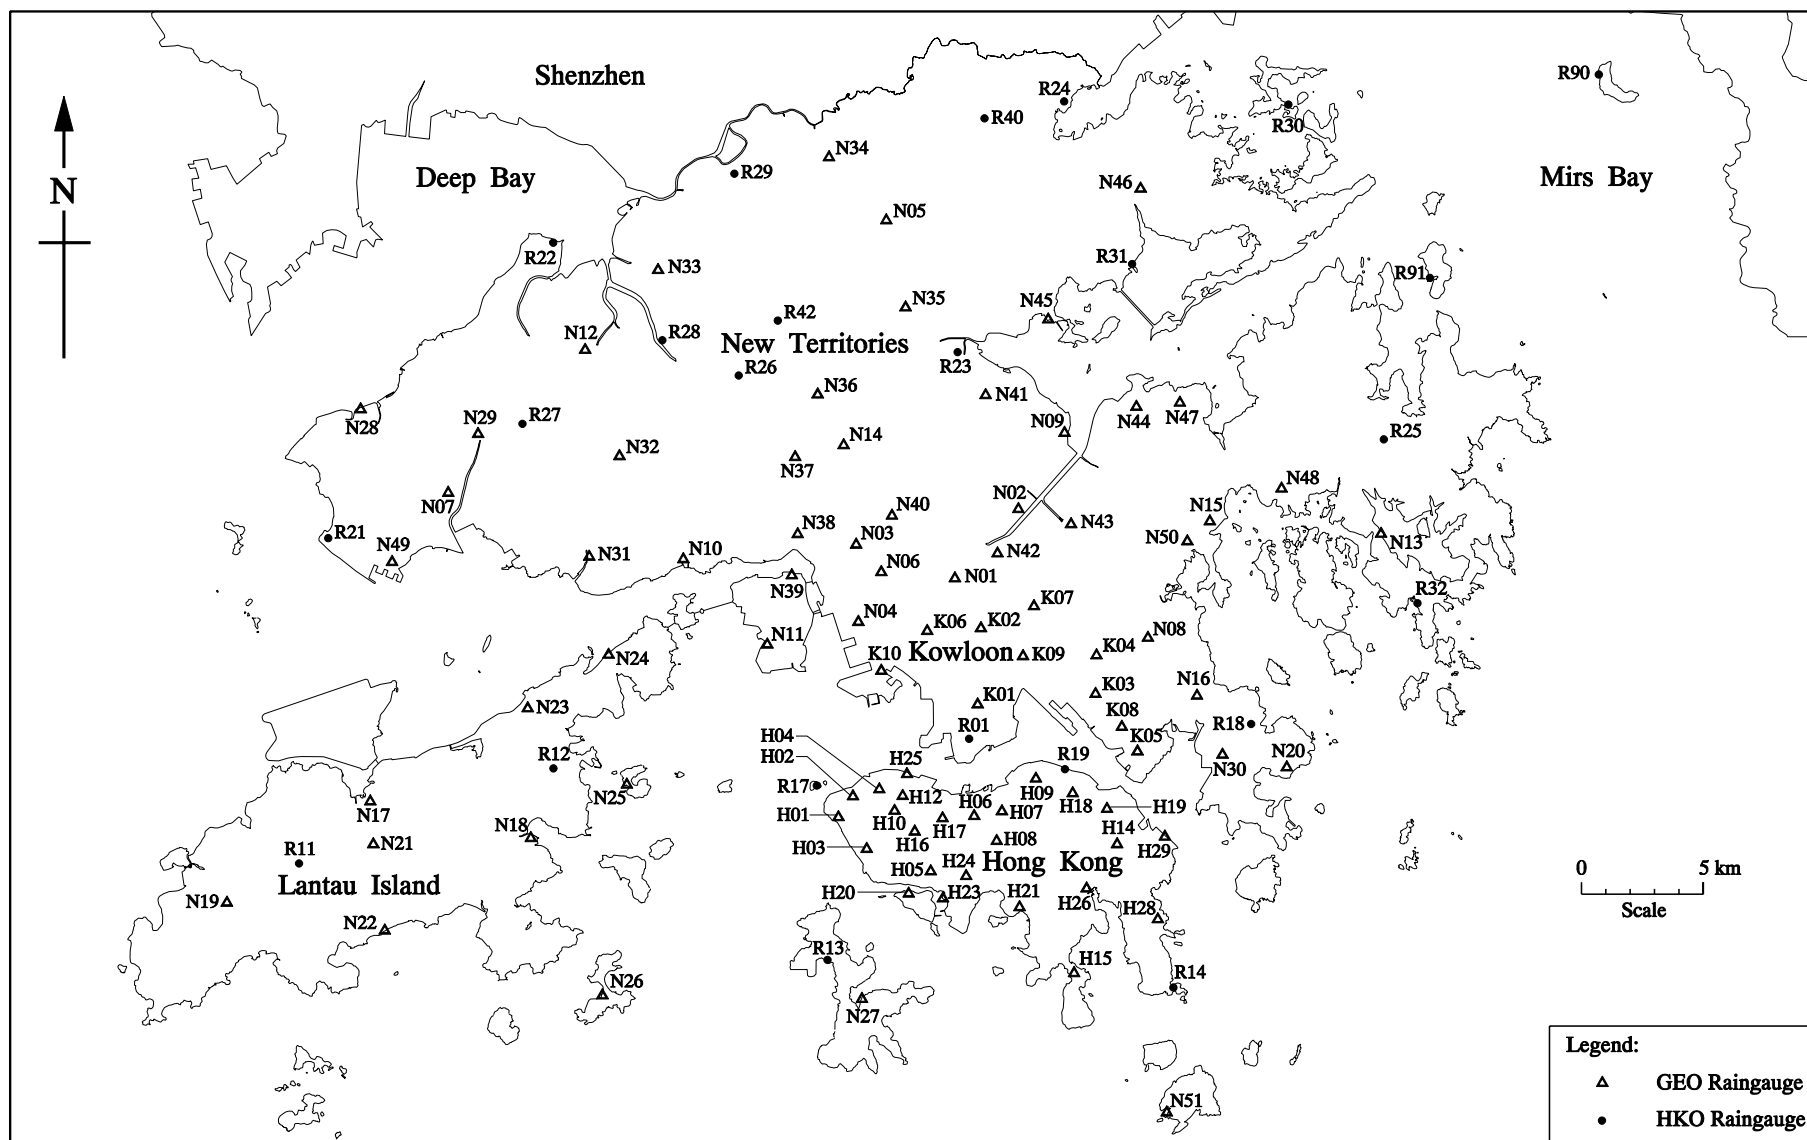 Shenzhen
R90
R24
R40
R30
N34
R29
Deep Bay
Mirs Bay
N
N46
N05
R22
N33
R31
R91
N35
N45
R42
N12
R28
New Territories
R23
R26
N36
N41
N28
N29
R27
N09
N44
N47
N14
R25
N32
N37
N07
N48
N02
N15
N40
N38
N43
R21
N03
N50
N13
N49
N31
N10
N42
N06
N01
N39
R32
K07
N04
K06
K02
N08
N11
Kowloon
K09
K04
N24
K10
K03
N16
K01
N23
K08
R18
R01
H04
K05
R12
H02
H25
R19
N20
N30
R17
N25
H12
H06
H09
H18
H19
N17
H01
H10
H17
H07
N18
N21
H16
H08
H14
R11
H03
H29
H24
Hong Kong
H05
0
5 km
Lantau Island
H20
H23
H21
H26
N19
H28
Scale
N22
R13
H15
R14
N26
N27
Legend:
GEO Raingauge
N51
HKO Raingauge